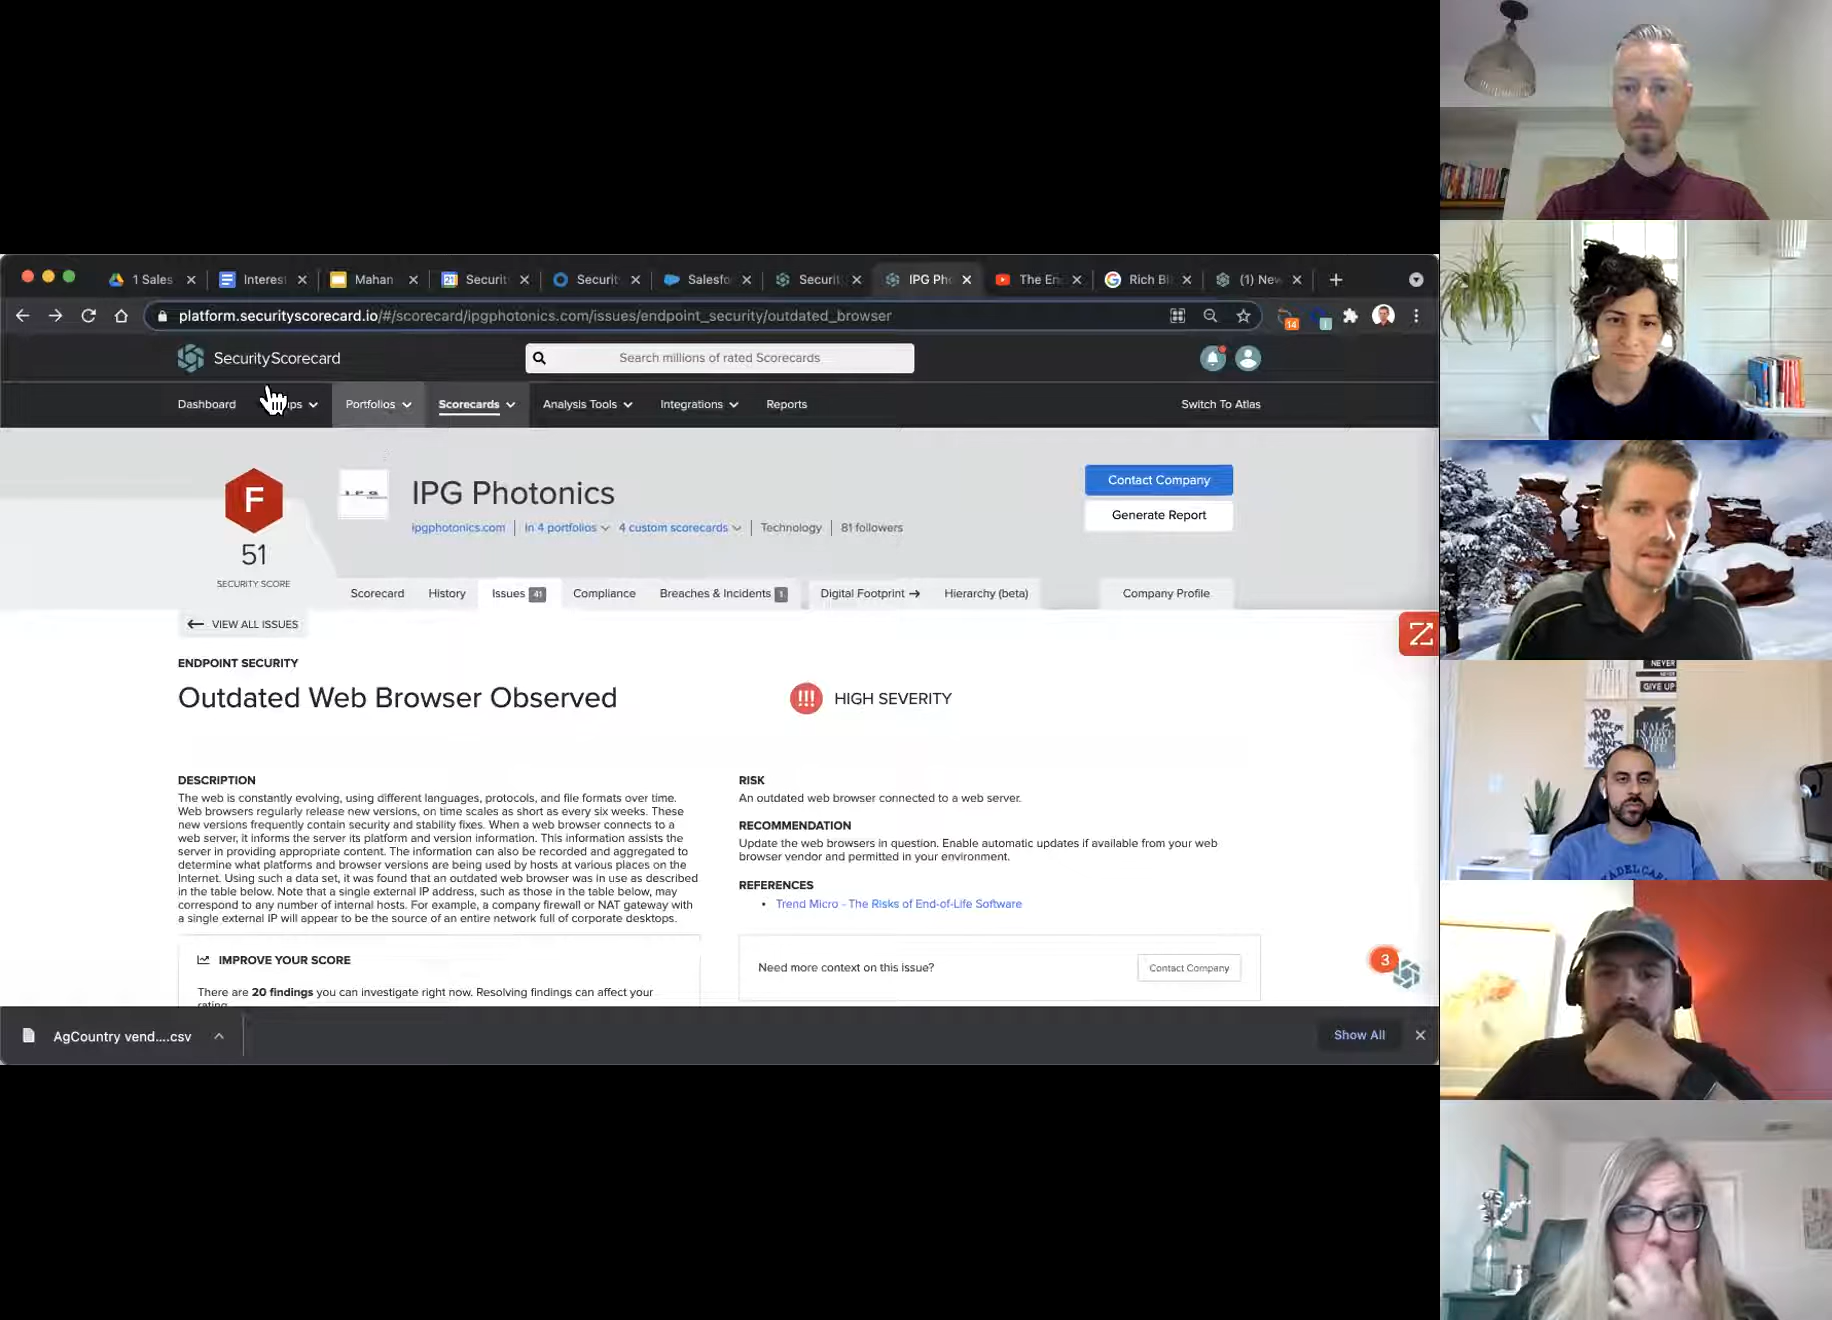 1 Sales
Interest
Mahan
Securit
Securit
Salesfo
Securit
IPG Pho
The En
Rich Bl
(1) New
platform.securityscorecard.io/#/scorecard/ipgphotonics.com/issues/endpoint_security/outdated_browser
14
SecurityScorecard
Search millions of rated Scorecards
Dashboard
Portfolios
Scorecards
Analysis Tools
Integrations
Reports
Switch To Atlas
F
51
SECURITY SCORE
IPG
IPG Photonics
ipgphotonics.com
In 4 portfolios
4 custom scorecards
Technology
81 followers
Contact Company
Generate Report
Scorecard
History
Issues 41
Compliance
Breaches & Incidents 1
Digital Footprint →
Hierarchy (beta)
Company Profile
← VIEW ALL ISSUES
ENDPOINT SECURITY
Outdated Web Browser Observed
!!! HIGH SEVERITY
DESCRIPTION
The web is constantly evolving, using different languages, protocols, and file formats over time.
Web browsers regularly release new versions, on time scales as short as every six weeks. These
new versions frequently contain security and stability fixes. When a web browser connects to a
web server, it informs the server its platform and version information. This information assists the
server in providing appropriate content. The information can also be recorded and aggregated to
determine what platforms and browser versions are being used by hosts at various places on the
Internet. Using such a data set, it was found that an outdated web browser was in use as described
in the table below. Note that a single external IP address, such as those in the table below, may
correspond to any number of internal hosts. For example, a company firewall or NAT gateway with
a single external IP will appear to be the source of an entire network full of corporate desktops.
RISK
An outdated web browser connected to a web server.
RECOMMENDATION
Update the web browsers in question. Enable automatic updates if available from your web
browser vendor and permitted in your environment.
REFERENCES
• Trend Micro - The Risks of End-of-Life Software
IMPROVE YOUR SCORE
There are 20 findings you can investigate right now. Resolving findings can affect your
rating.
Need more context on this issue?
Contact Company
3
AgCountry vend....csv
Show All
NEVER
NEVER
GIVE UP
DO
MORE OF
WHAT
MAKES
YOU
FALL
IN LOVE
WITH
LIFE